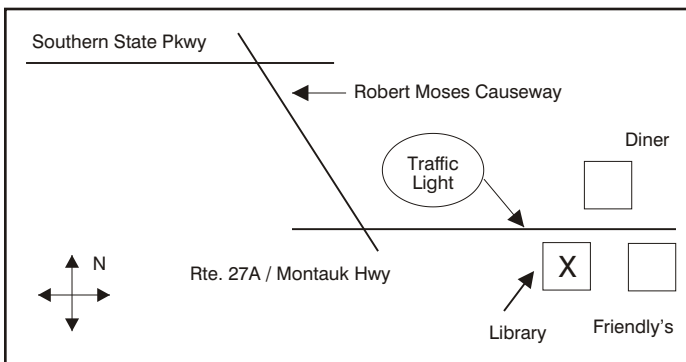 Southern State Pkwy
Robert Moses Causeway
Diner
Traffic
Light
N
Rte. 27A / Montauk Hwy
X
Library
Friendly's